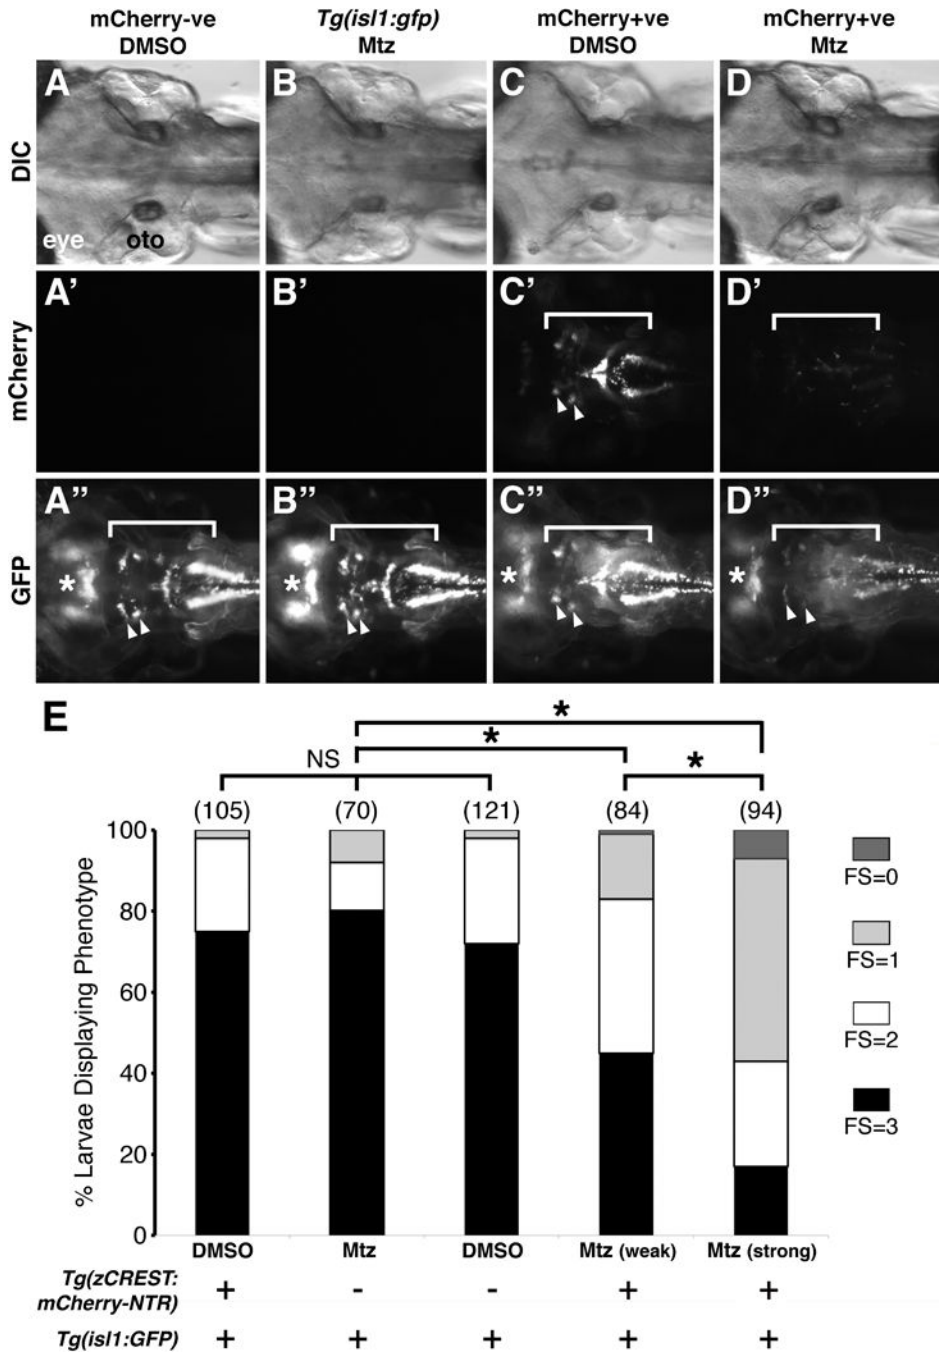 mCherry-ve Tg(isl1:gfp) mCherry+ve mCherry+ve
DMSO Mtz DMSO Mtz
A B C D
DIC
eye oto
A' B' C' D'
mCherry
A" B" C" D"
GFP
* * * *
E
*
*
NS *
(105) (70) (121) (84) (94)
100
80
60
40
20
0
% Larvae Displaying Phenotype
FS=0
FS=1
FS=2
FS=3
DMSO Mtz DMSO Mtz (weak) Mtz (strong)
Tg(zCREST:
mCherry-NTR) + - - + +
Tg(isl1:GFP) + + + + +